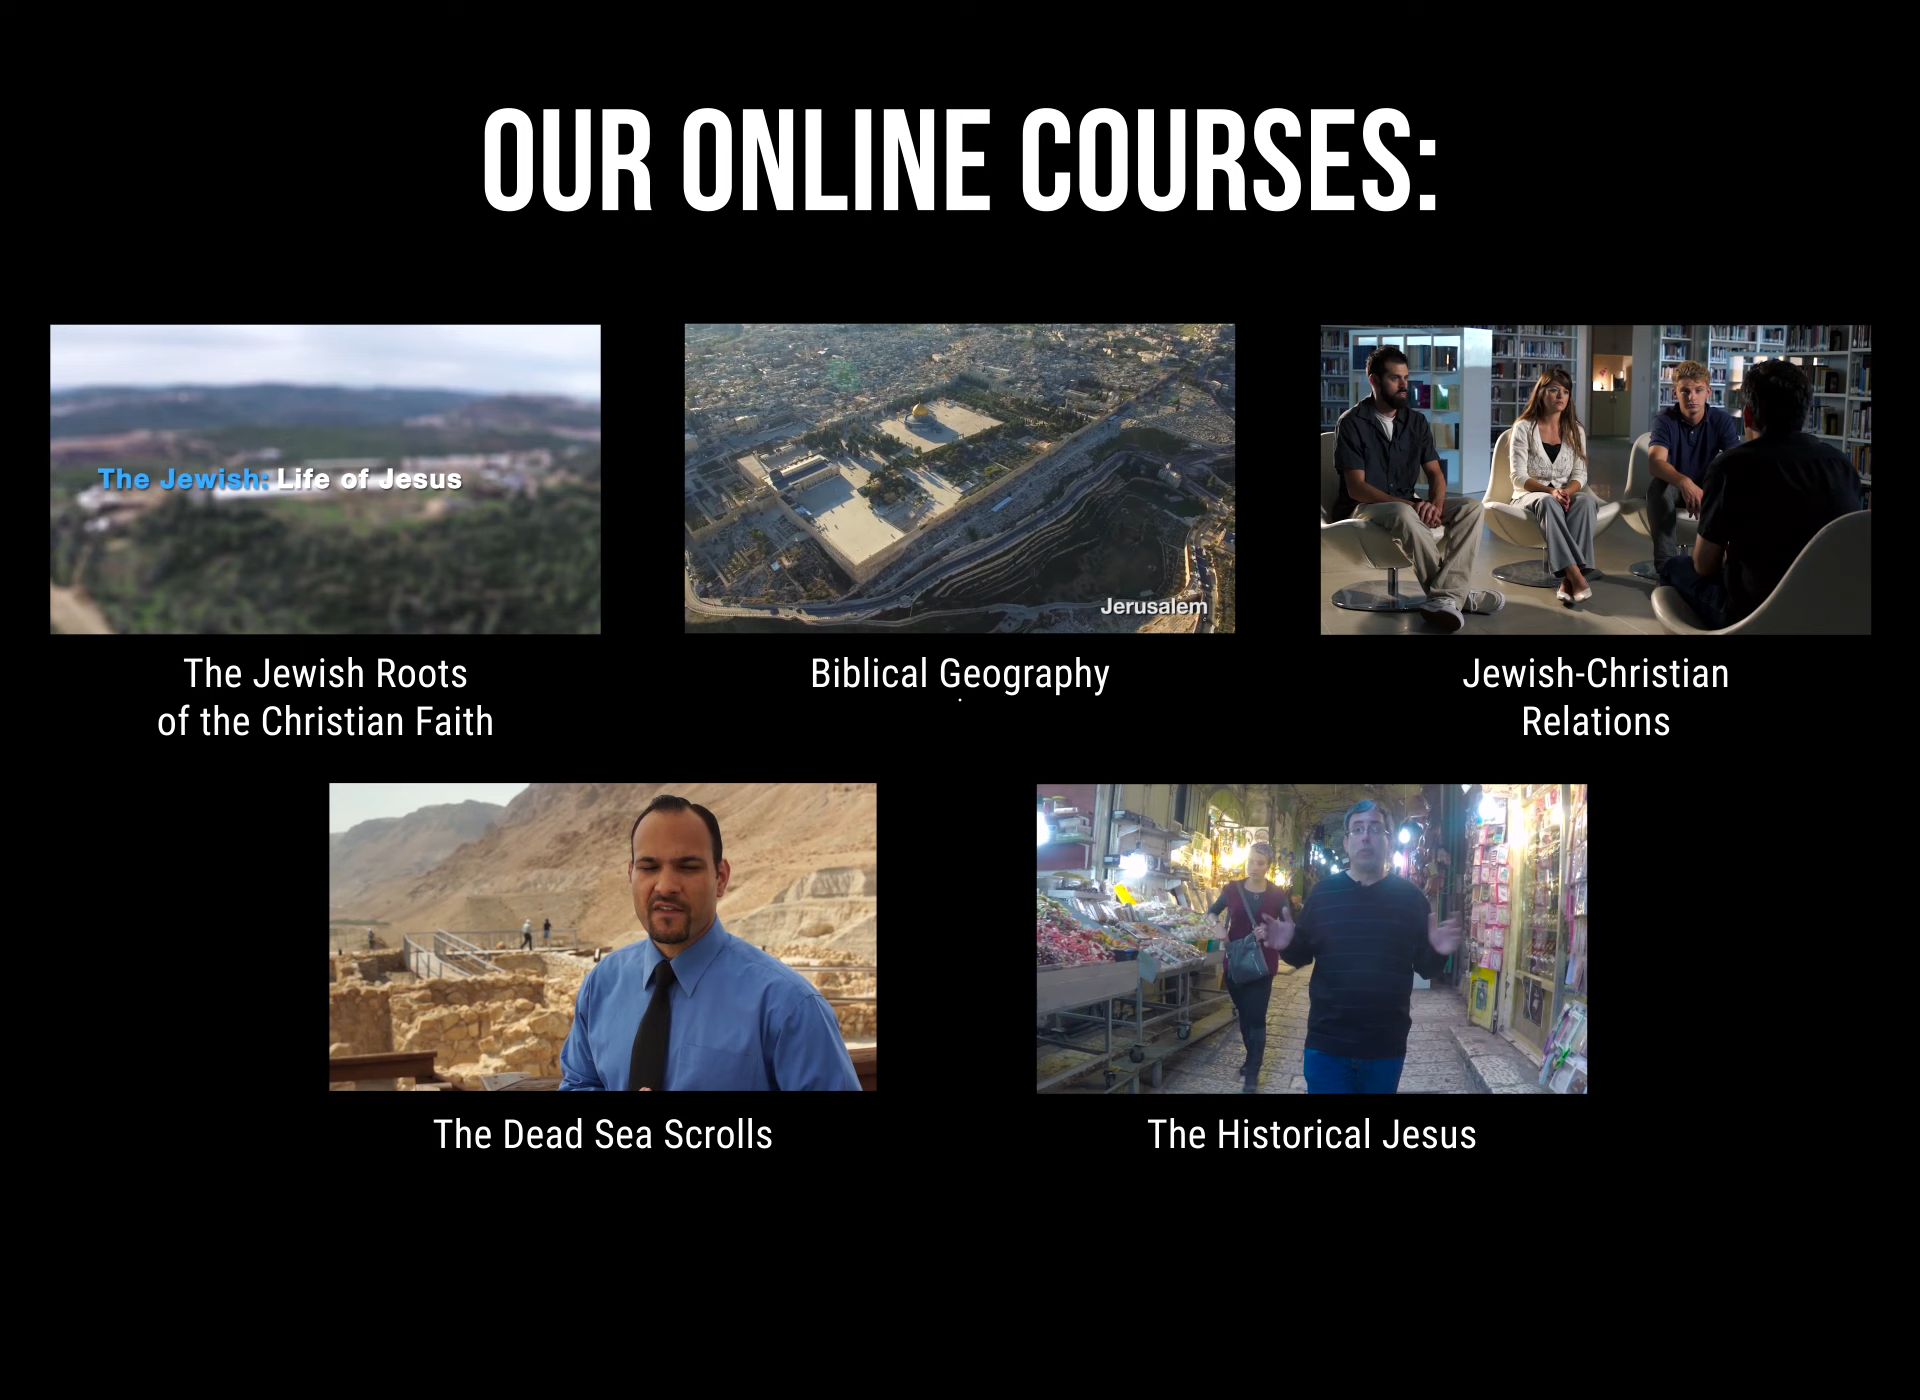 OUR ONLINE COURSES:
The Jewish: Life of Jesus
Jerusalem
The Jewish Roots
of the Christian Faith
Biblical Geography
.
Jewish-Christian
Relations
The Dead Sea Scrolls
The Historical Jesus